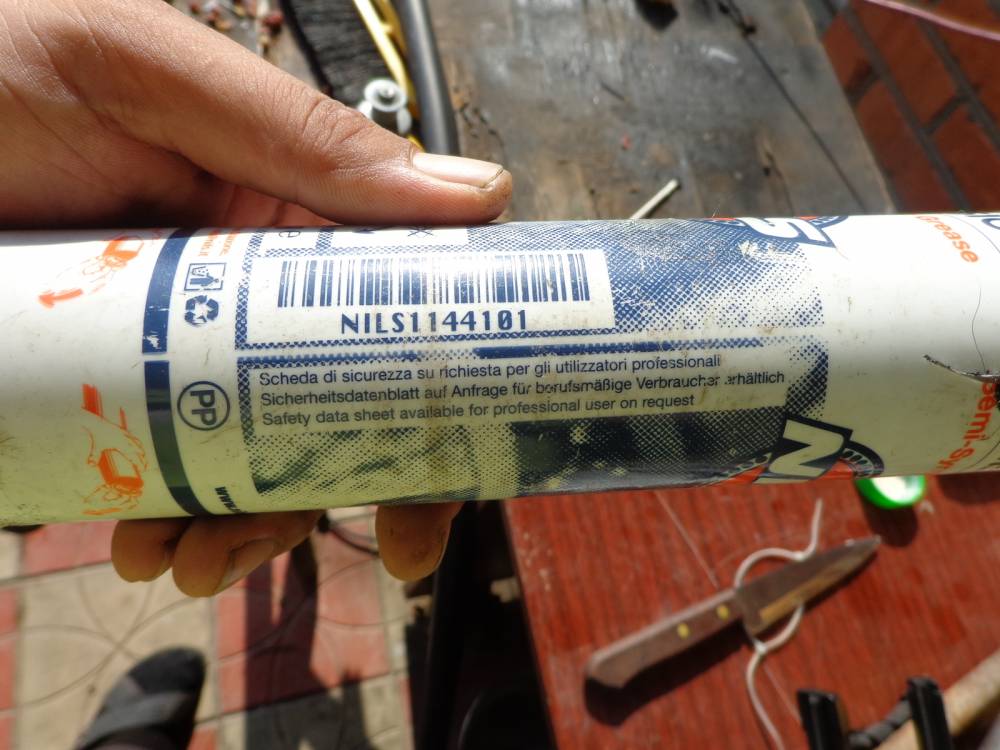 NILS1144101
Scheda di sicurezza su richiesta per gli utilizzatori professionali
Sicherheitsdatenblatt auf Anfrage für berufsmäßige Verbraucher erhältlich
Safety data sheet available for professional user on request
PP